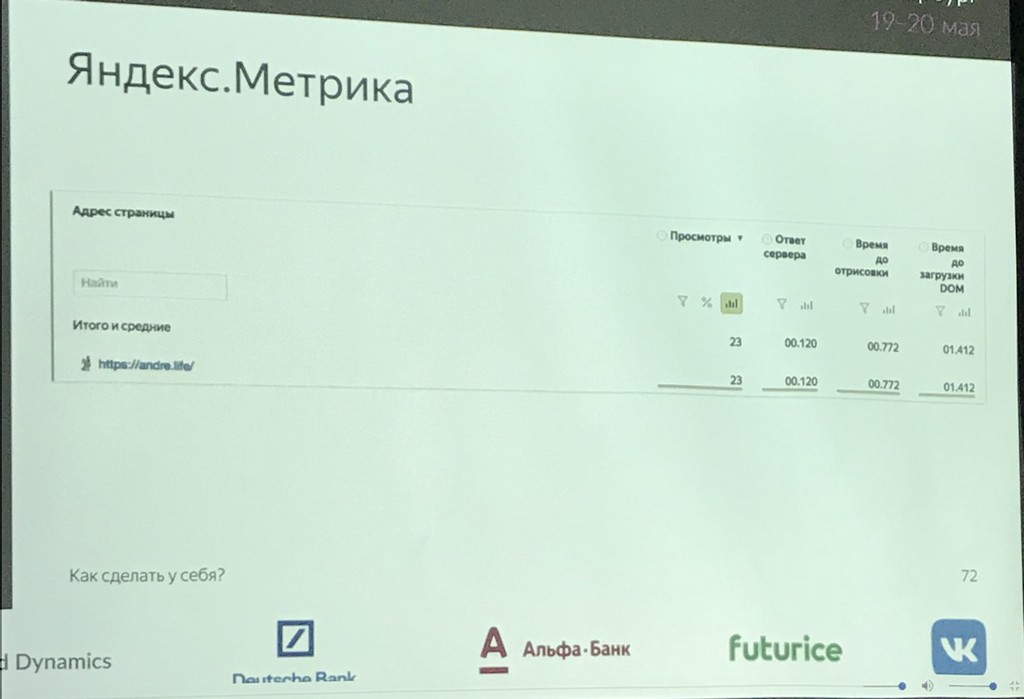 19-20 мая
Яндекс.Метрика
Адрес страницы
Просмотры ▼
Ответ
сервера
Время
до
отрисовки
Время
до
загрузки
DOM
Найти
%
Итого и средние
23
00.120
00.772
01.412
https://andre.life/
23
00.120
00.772
01.412
Как сделать у себя?
72
d Dynamics
Deutsche Bank
Альфа·Банк
futurice
VK